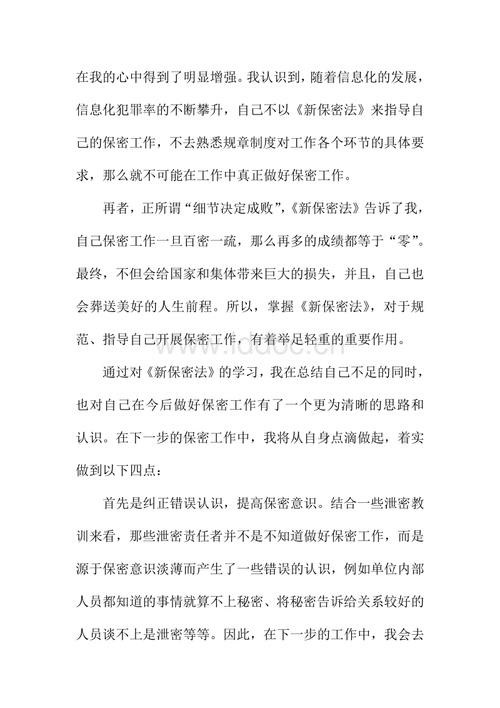 在我的心中得到了明显增强。我认识到，随着信息化的发展，
信息化犯罪率的不断攀升，自己不以《新保密法》来指导自
己的保密工作，不去熟悉规章制度对工作各个环节的具体要
求，那么就不可能在工作中真正做好保密工作。
再者，正所谓“细节决定成败”，《新保密法》告诉了我，
自己保密工作一旦百密一疏，那么再多的成绩都等于“零”。
最终，不但会给国家和集体带来巨大的损失，并且，自己也
会葬送美好的人生前程。所以，掌握《新保密法》，对于规
范、指导自己开展保密工作，有着举足轻重的重要作用。
通过对《新保密法》的学习，我在总结自己不足的同时，
也对自己在今后做好保密工作有了一个更为清晰的思路和
认识。在下一步的保密工作中，我将从自身点滴做起，着实
做到以下四点：
首先是纠正错误认识，提高保密意识。结合一些泄密教
训来看，那些泄密责任者并不是不知道做好保密工作，而是
源于保密意识淡薄而产生了一些错误的认识，例如单位内部
人员都知道的事情就算不上秘密、将秘密告诉给关系较好的
人员谈不上是泄密等等。因此，在下一步的工作中，我会去